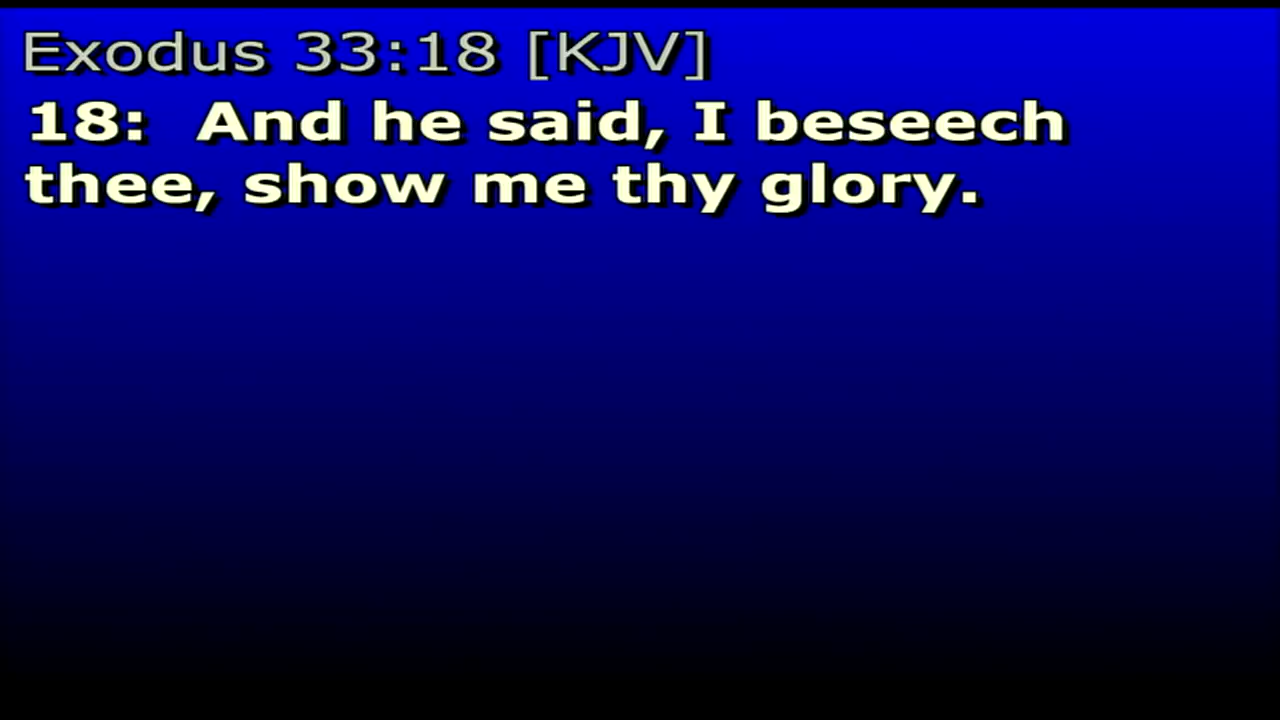 Exodus 33:18 [KJV]
18: And he said, I beseech
thee, show me thy glory.